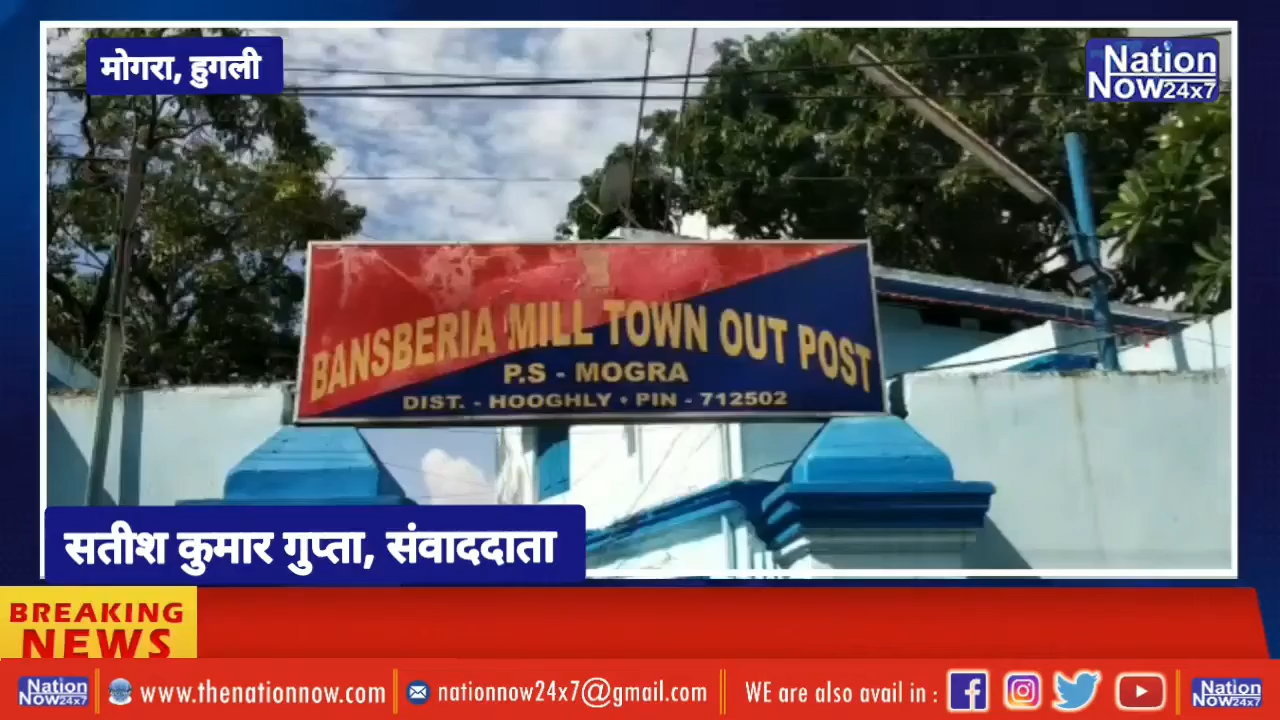 मोगरा, हुगली
Nation
Now24x7
BANSBERIA MILL TOWN OUT POST
P.S - MOGRA
DIST. - HOOGHLY • PIN - 712502
सतीश कुमार गुप्ता, संवाददाता
BREAKING
NEWS
Nation
Now24x7
www.thenationnow.com
nationnow24x7@gmail.com
WE are also avail in :
Nation
Now24x7